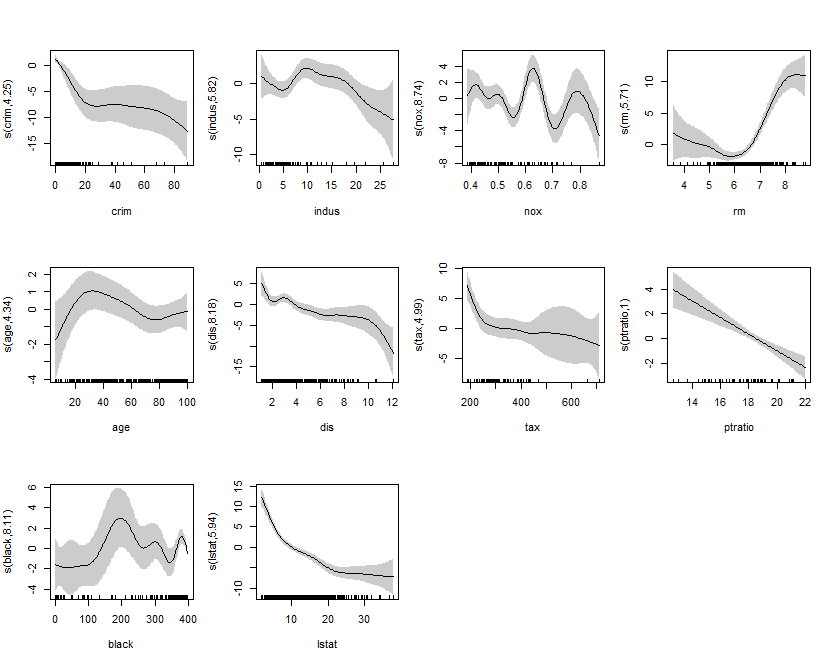 s(crim,4.25)
0
-5
-10
-15
0 20 40 60 80
crim
s(indus,5.82)
0
-5
-10
0 5 10 15 20 25
indus
s(nox,8.74)
4
2
0
-4
-8
0.4 0.5 0.6 0.7 0.8
nox
s(rm,5.71)
10
5
0
4 5 6 7 8
rm
s(age,4.34)
2
1
0
-2
-4
20 40 60 80 100
age
s(dis,8.18)
5
0
-5
-15
2 4 6 8 10 12
dis
s(tax,4.99)
10
5
0
-5
200 400 600
tax
s(ptratio,1)
4
2
0
-2
14 16 18 20 22
ptratio
s(black,8.11)
6
4
2
0
-2
-4
0 100 200 300 400
black
s(lstat,5.94)
15
10
5
0
-10
10 20 30
lstat